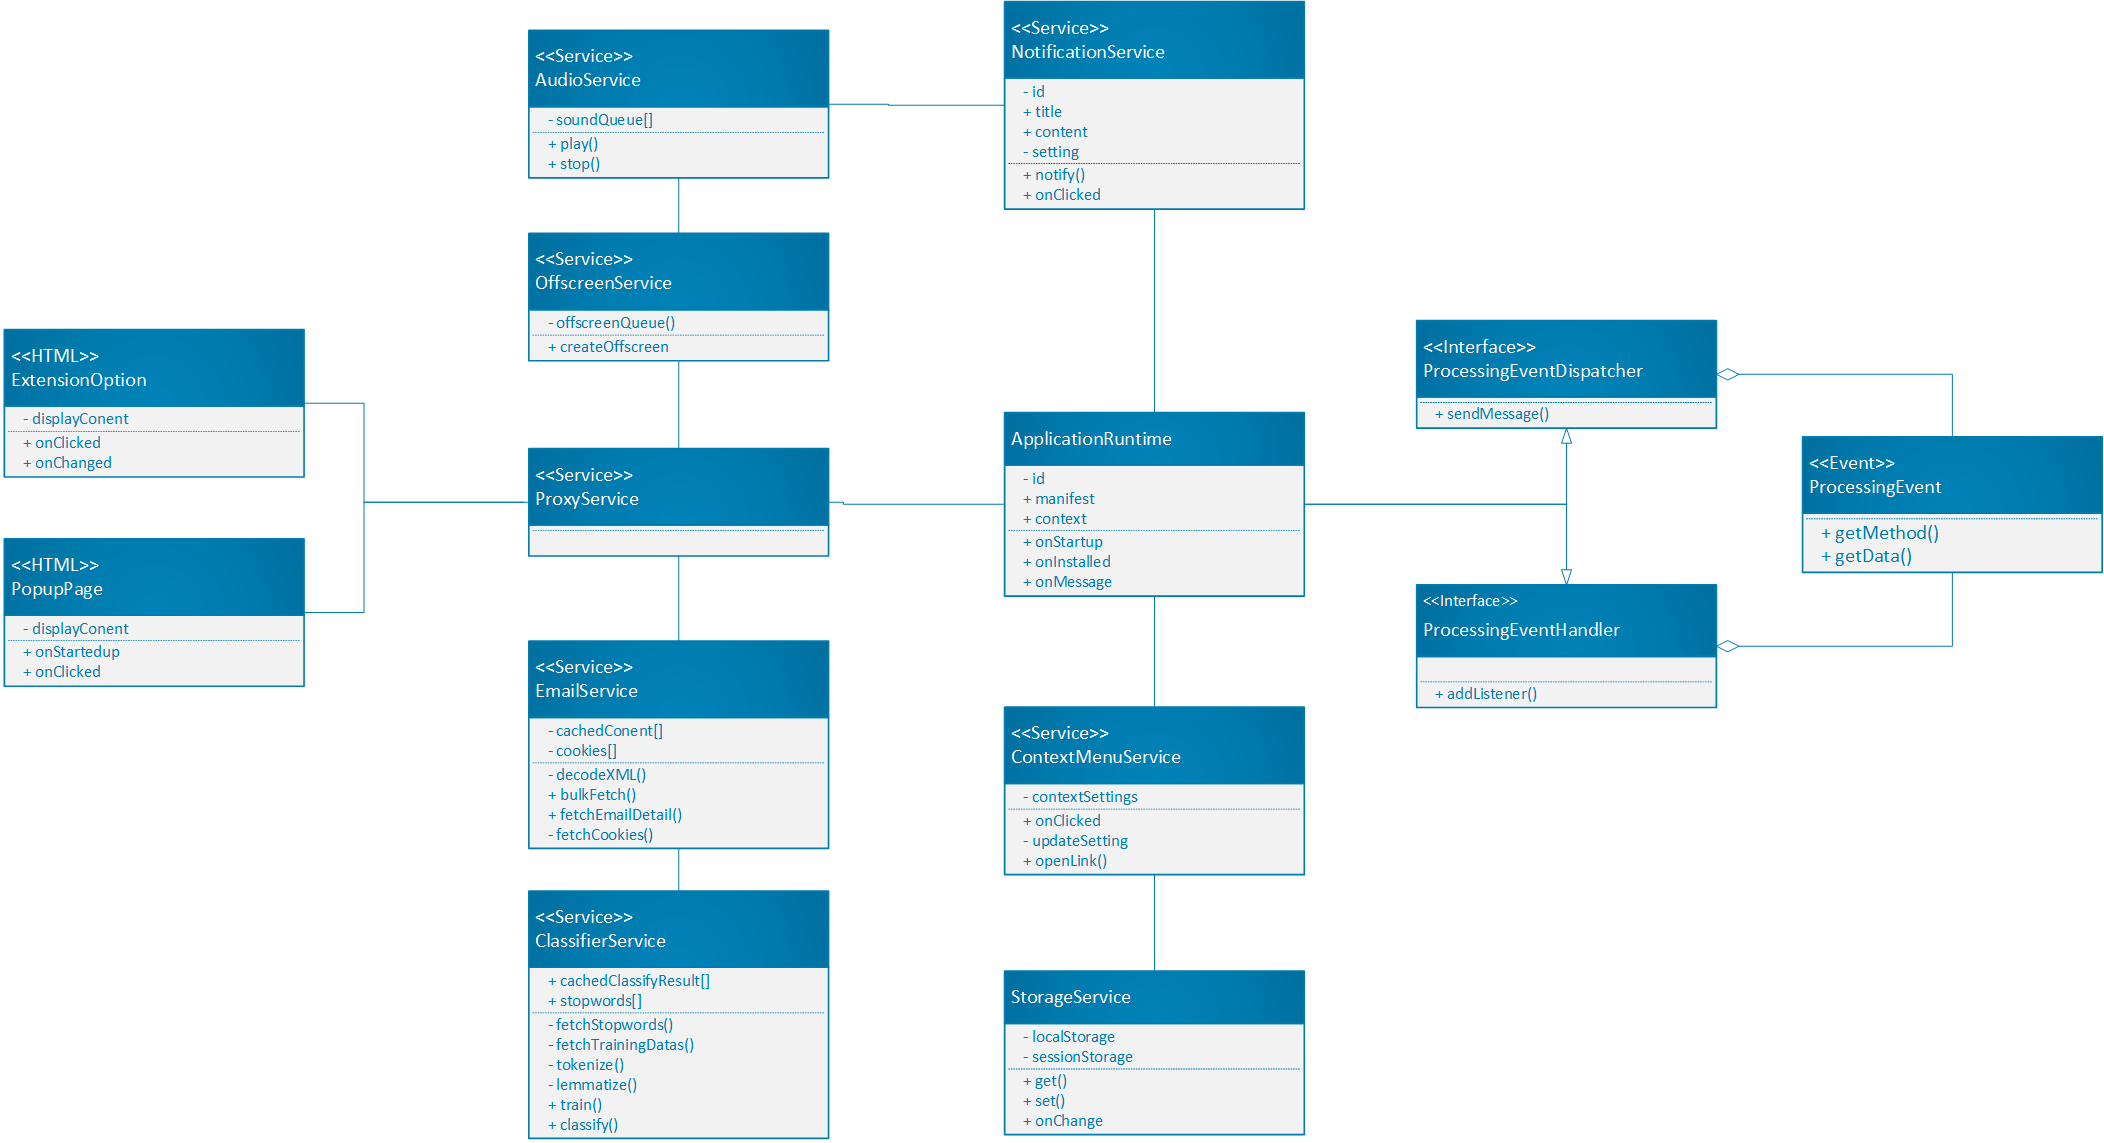 <<Service>>
AudioService
- soundQueue[]
+ play()
+ stop()
<<Service>>
NotificationService
- id
+ title
+ content
- setting
+ notify()
+ onClicked
<<Service>>
OffscreenService
- offscreenQueue()
+ createOffscreen
<<HTML>>
ExtensionOption
- displayConent
+ onClicked
+ onChanged
<<HTML>>
PopupPage
- displayConent
+ onStartedup
+ onClicked
<<Service>>
ProxyService
ApplicationRuntime
- id
+ manifest
+ context
+ onStartup
+ onInstalled
+ onMessage
<<Interface>>
ProcessingEventDispatcher
+ sendMessage()
<<Event>>
ProcessingEvent
+ getMethod()
+ getData()
<<Interface>>
ProcessingEventHandler
+ addListener()
<<Service>>
EmailService
- cachedConent[]
- cookies[]
- decodeXML()
+ bulkFetch()
+ fetchEmailDetail()
- fetchCookies()
<<Service>>
ContextMenuService
- contextSettings
+ onClicked
- updateSetting
+ openLink()
<<Service>>
ClassifierService
+ cachedClassifyResult[]
+ stopwords[]
- fetchStopwords()
- fetchTrainingDatas()
- tokenize()
- lemmatize()
+ train()
+ classify()
StorageService
- localStorage
- sessionStorage
+ get()
+ set()
+ onChange